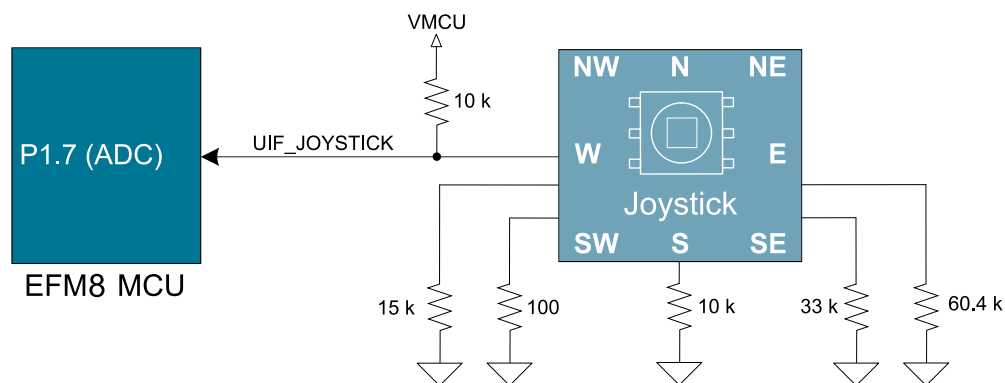 VMCU
10 k
UIF_JOYSTICK
P1.7 (ADC)
EFM8 MCU
NW N NE
W E
Joystick
SW S SE
15 k
100
10 k
33 k
60.4 k